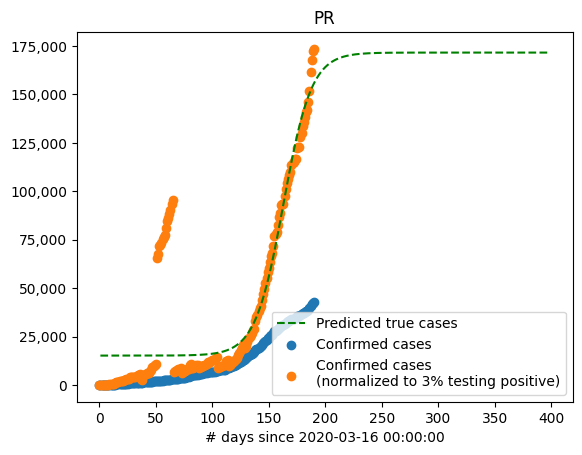 PR
175,000
150,000
125,000
100,000
75,000
50,000
25,000
0
Predicted true cases
Confirmed cases
Confirmed cases
(normalized to 3% testing positive)
0 50 100 150 200 250 300 350 400
# days since 2020-03-16 00:00:00